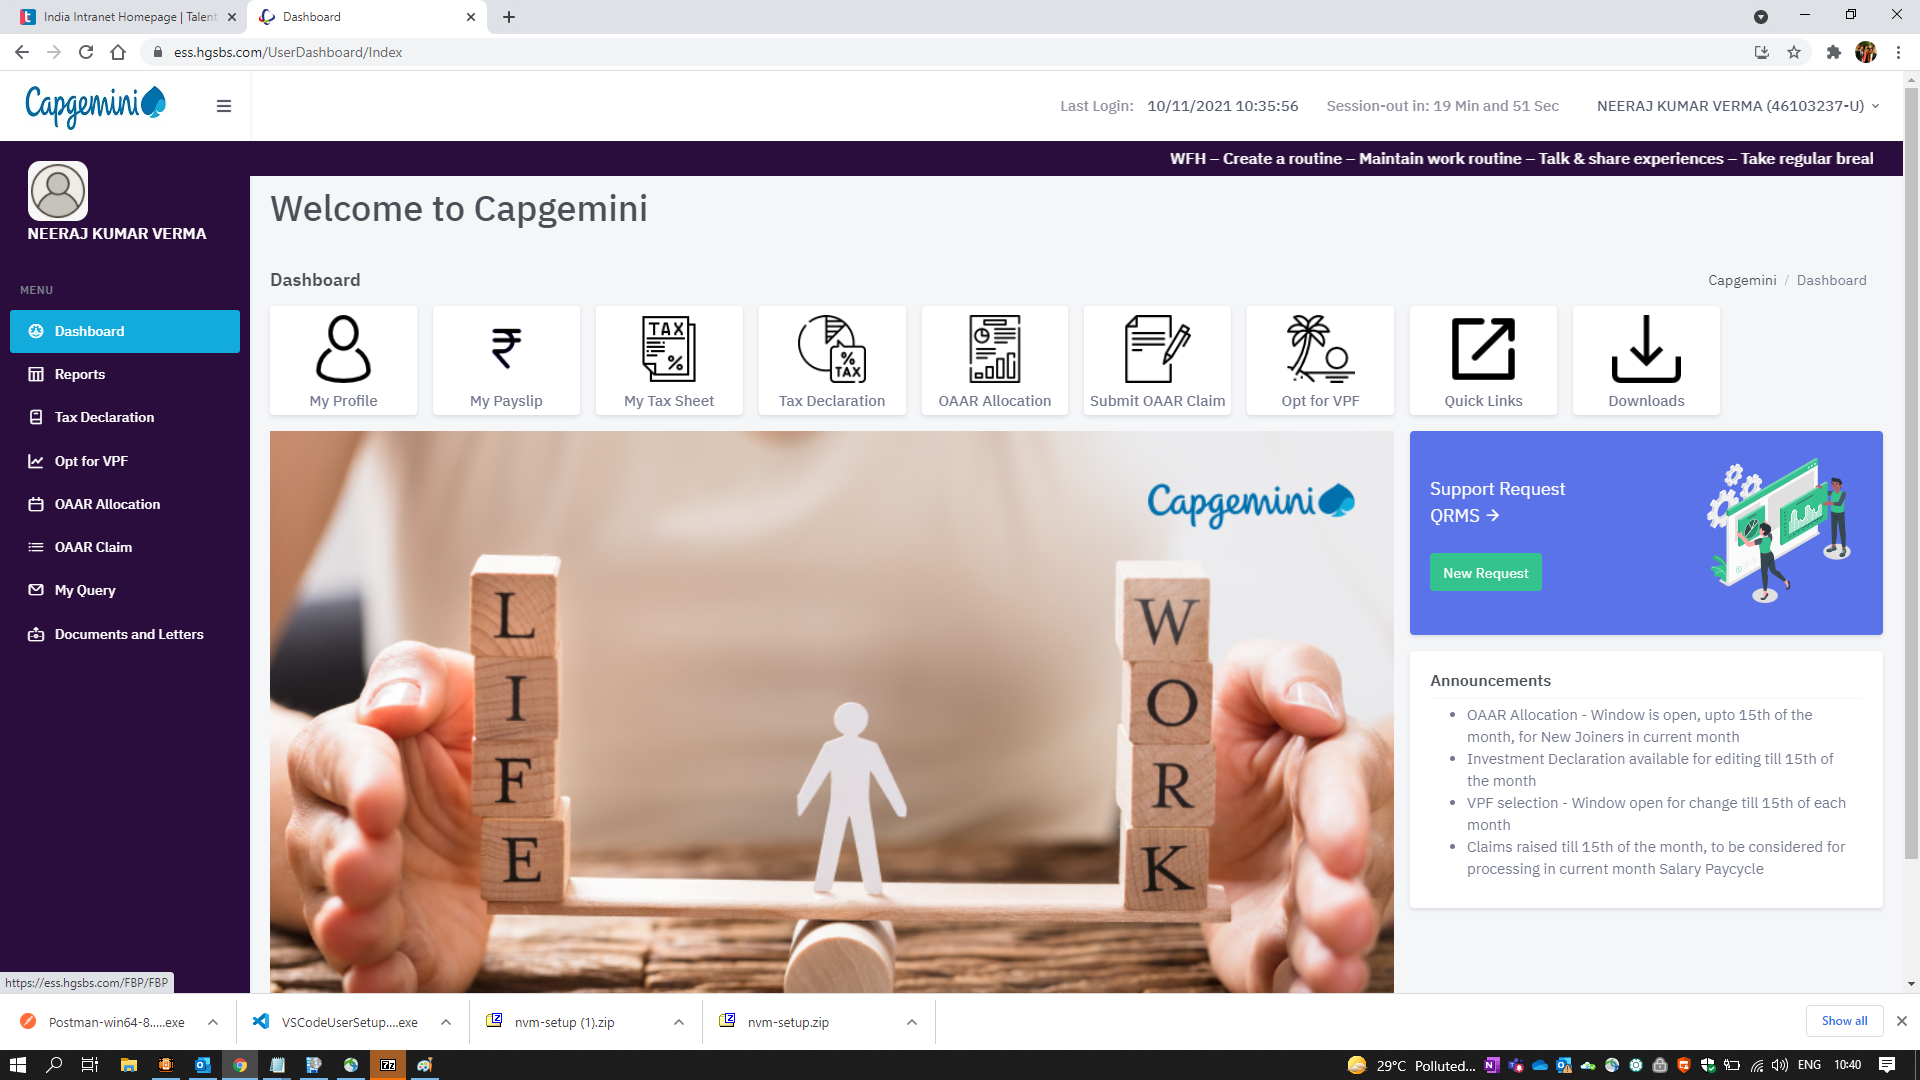 India Intranet Homepage | Talent
Dashboard
ess.hgsbs.com/UserDashboard/Index
Capgemini
Last Login: 10/11/2021 10:35:56 Session-out in: 19 Min and 51 Sec NEERAJ KUMAR VERMA (46103237-U)
WFH – Create a routine – Maintain work routine – Talk & share experiences – Take regular breal
NEERAJ KUMAR VERMA
MENU
Dashboard
Reports
Tax Declaration
Opt for VPF
OAAR Allocation
OAAR Claim
My Query
Documents and Letters
Welcome to Capgemini
Dashboard
Capgemini / Dashboard
My Profile
₹
My Payslip
TAX
%
My Tax Sheet
%
TAX
Tax Declaration
OAAR Allocation
Submit OAAR Claim
Opt for VPF
Quick Links
Downloads
Capgemini
LIFE
WORK
Support Request
QRMS →
New Request
Announcements
• OAAR Allocation - Window is open, upto 15th of the
month, for New Joiners in current month
• Investment Declaration available for editing till 15th of
the month
• VPF selection - Window open for change till 15th of each
month
• Claims raised till 15th of the month, to be considered for
processing in current month Salary Paycycle
https://ess.hgsbs.com/FBP/FBP
Postman-win64-8.....exe
VSCodeUserSetup....exe
nvm-setup (1).zip
nvm-setup.zip
Show all
29°C Polluted... ENG 10:40